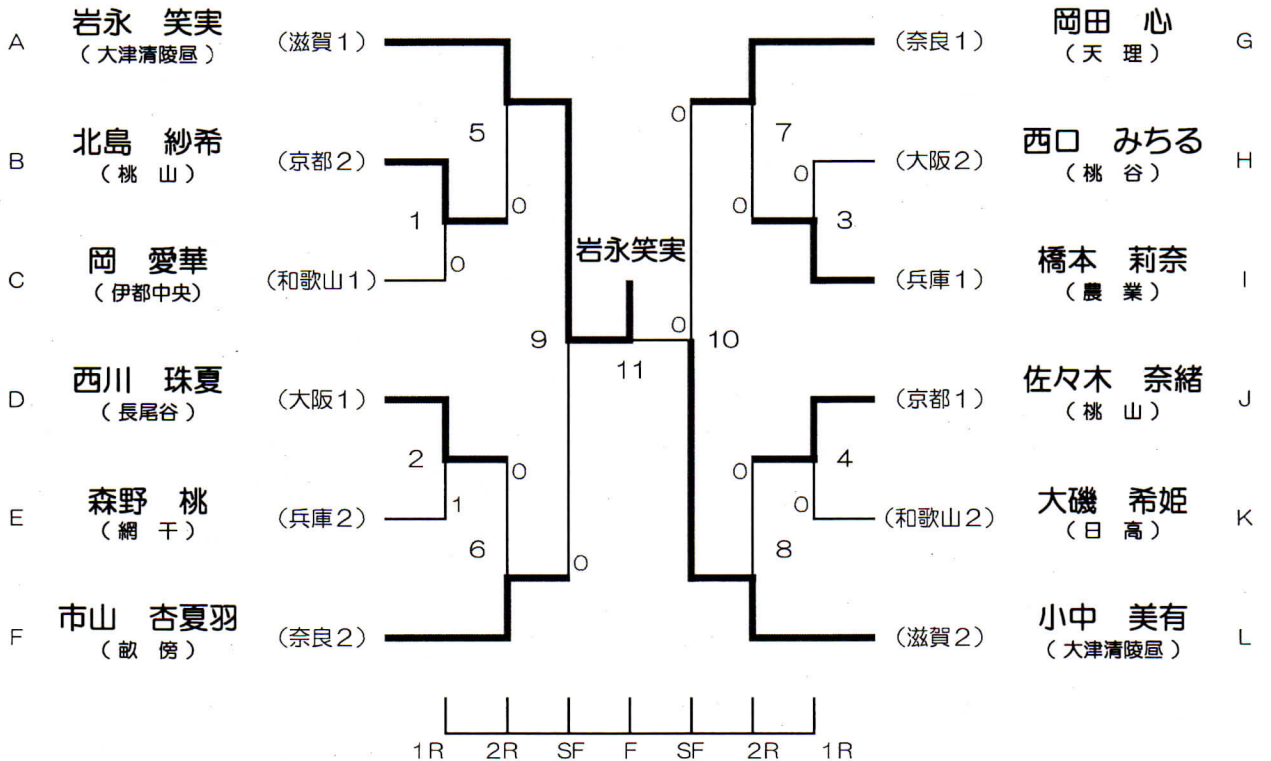 A 岩永 笑実 (滋賀1)
(大津清陵昼)
B 北島 紗希 (京都2)
(桃 山)
C 岡 愛華 (和歌山1)
(伊都中央)
D 西川 珠夏 (大阪1)
(長尾谷)
E 森野 桃 (兵庫2)
(網 干)
F 市山 杏夏羽 (奈良2)
(畝 傍)
5
0
1
0
9
2
0
1
6
0
岩永笑実
11
0
7
0
0
3
0
10
0
4
0
8
(奈良1) 岡田 心 G
(天 理)
(大阪2) 西口 みちる H
(桃 谷)
(兵庫1) 橋本 莉奈 I
(農 業)
(京都1) 佐々木 奈緒 J
(桃 山)
(和歌山2) 大磯 希姫 K
(日 高)
(滋賀2) 小中 美有 L
(大津清陵昼)
1R 2R SF F SF 2R 1R